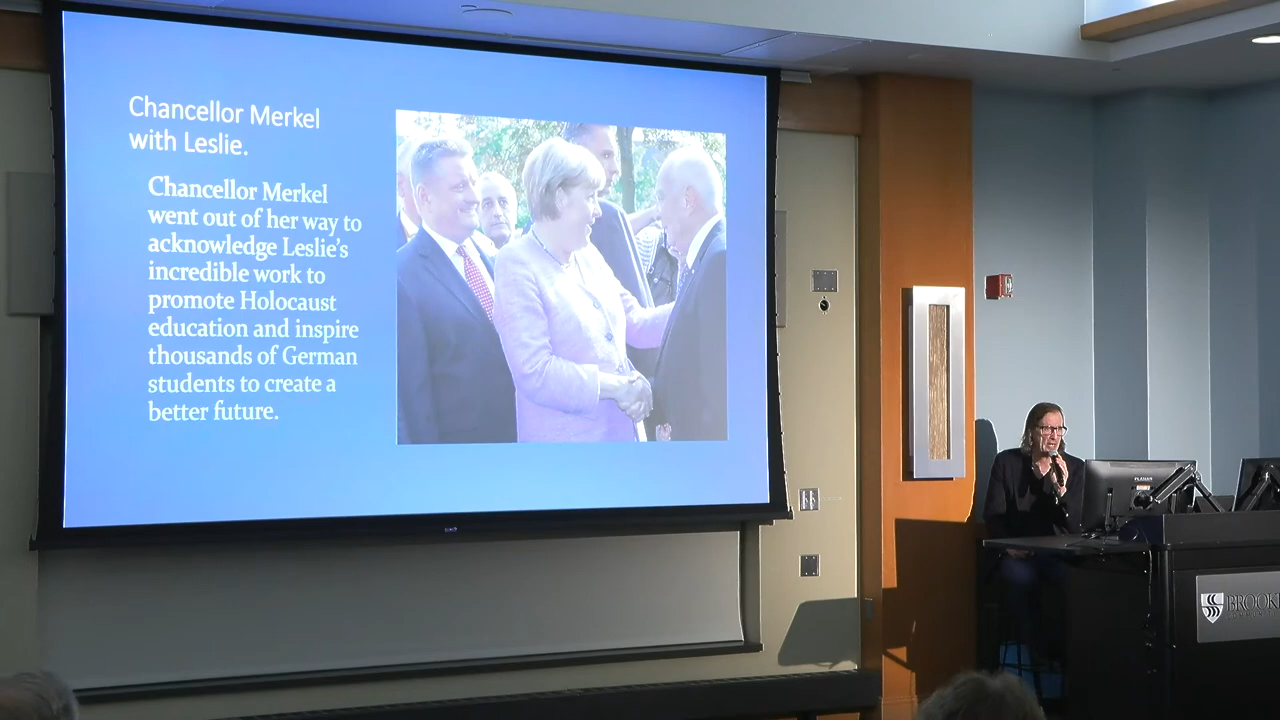 Chancellor Merkel
with Leslie.
Chancellor Merkel
went out of her way to
acknowledge Leslie's
incredible work to
promote Holocaust
education and inspire
thousands of German
students to create a
better future.
PLANAR